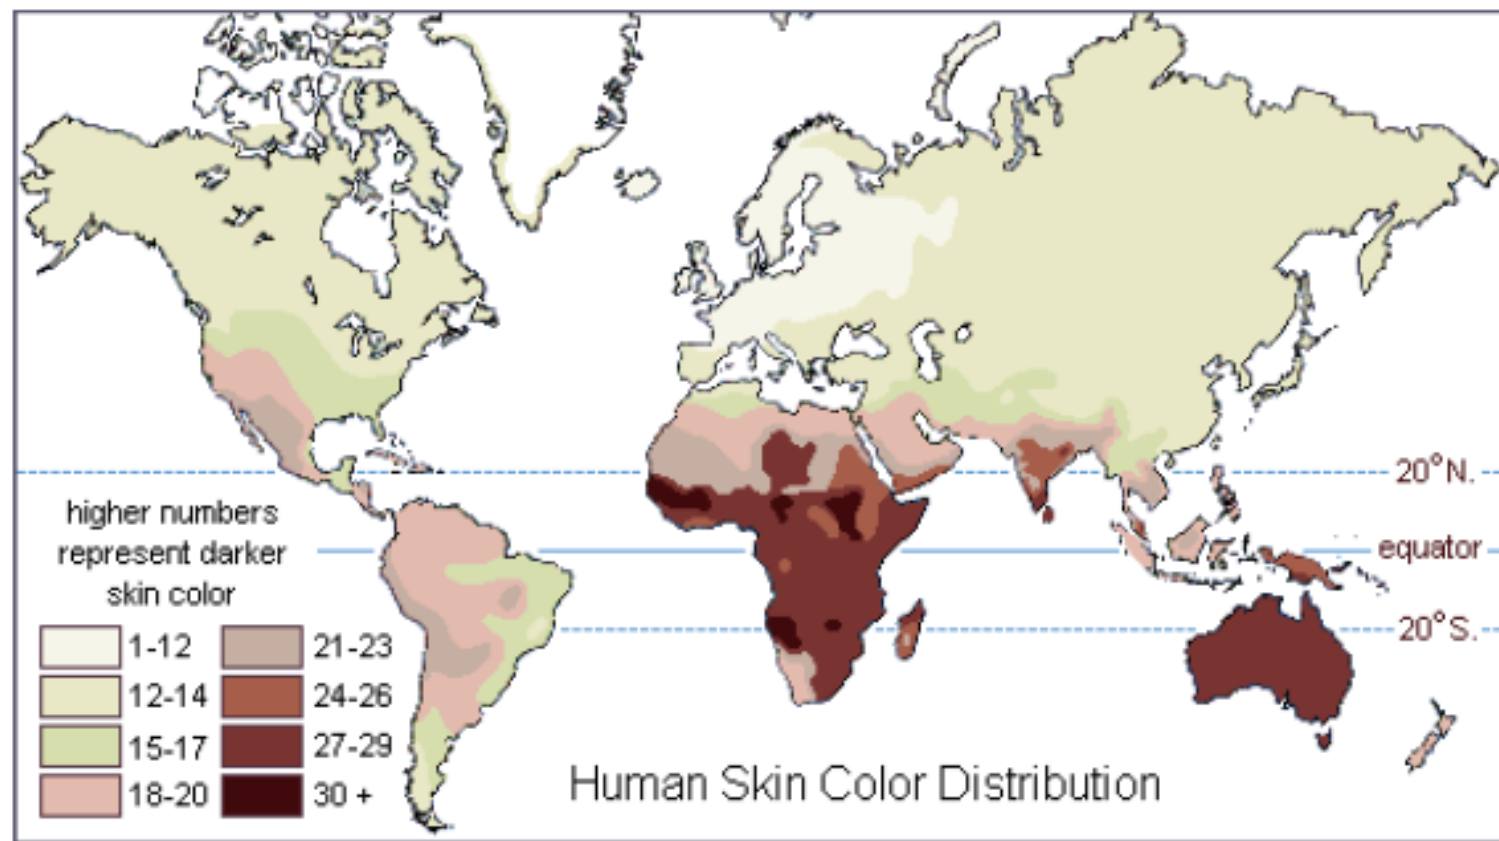 20°N.
higher numbers
represent darker
skin color
equator
20°S.
1-12
21-23
12-14
24-26
15-17
27-29
18-20
30 +
Human Skin Color Distribution